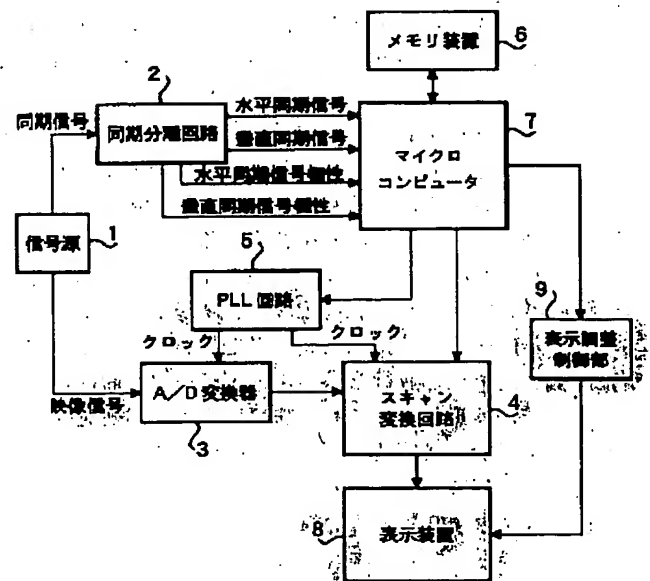 メモリ装置
6
2
同期信号
同期分離回路
水平同期信号
垂直同期信号
水平同期信号極性
垂直同期信号極性
7
マイクロ
コンピュータ
信号源
1
5
PLL回路
クロック
クロック
9
表示調整
制御部
映像信号
A/D変換器
3
スキャン
変換回路
4
8
表示装置